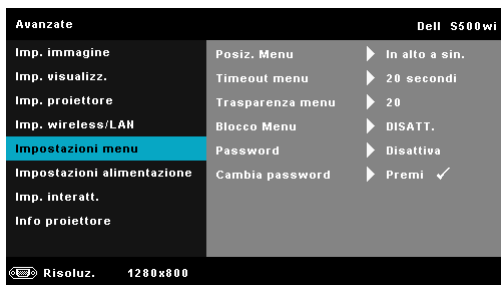 Avanzate Dell S500wi
Imp. immagine
Imp. visualizz.
Imp. proiettore
Imp. wireless/LAN
Impostazioni menu
Impostazioni alimentazione
Imp. interatt.
Info proiettore
Posiz. Menu In alto a sin.
Timeout menu 20 secondi
Trasparenza menu 20
Blocco Menu DISATT.
Password Disattiva
Cambia password Premi ✓
Risoluz. 1280x800